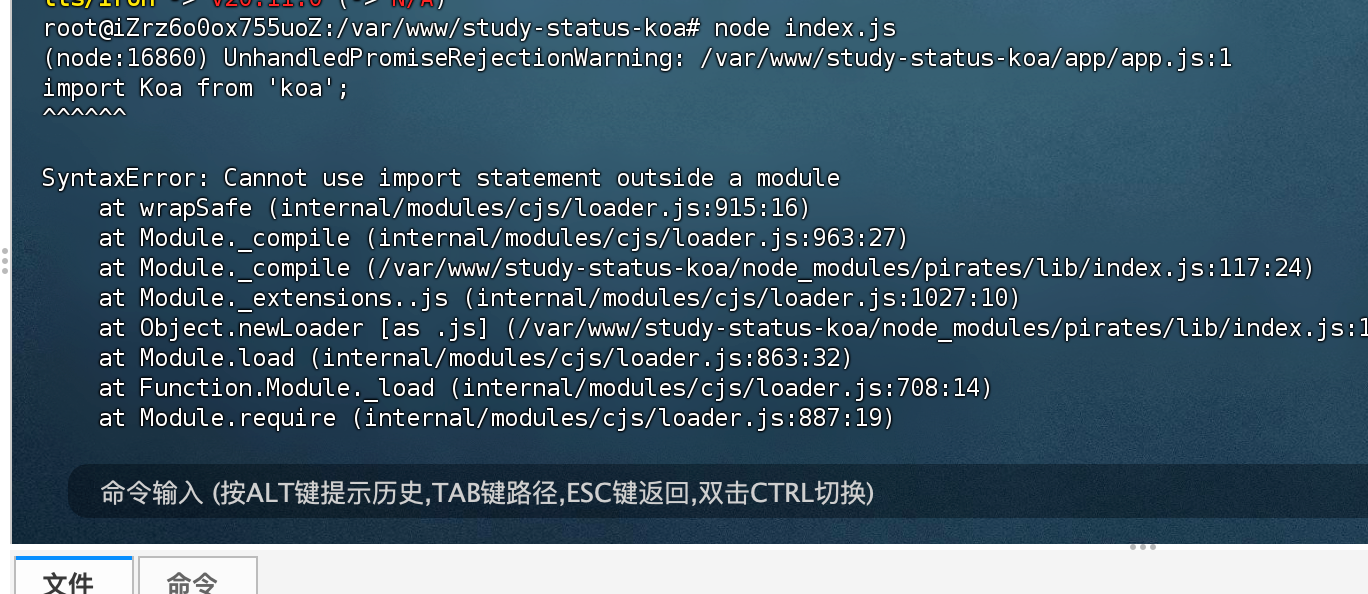 lts/iron -> v20.11.0 (-> N/A)
root@iZrz6o0ox755uoZ:/var/www/study-status-koa# node index.js
(node:16860) UnhandledPromiseRejectionWarning: /var/www/study-status-koa/app/app.js:1
import Koa from 'koa';
^^^^^^
SyntaxError: Cannot use import statement outside a module
    at wrapSafe (internal/modules/cjs/loader.js:915:16)
    at Module._compile (internal/modules/cjs/loader.js:963:27)
    at Module._compile (/var/www/study-status-koa/node_modules/pirates/lib/index.js:117:24)
    at Module._extensions..js (internal/modules/cjs/loader.js:1027:10)
    at Object.newLoader [as .js] (/var/www/study-status-koa/node_modules/pirates/lib/index.js:1
    at Module.load (internal/modules/cjs/loader.js:863:32)
    at Function.Module._load (internal/modules/cjs/loader.js:708:14)
    at Module.require (internal/modules/cjs/loader.js:887:19)
命令输入 (按ALT键提示历史,TAB键路径,ESC键返回,双击CTRL切换)
文件 命令